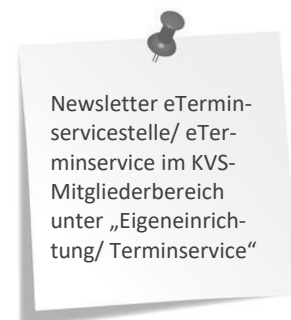 Newsletter eTermin-
servicestelle/ eTer-
minservice im KVS-
Mitgliederbereich
unter „Eigeneinrich-
tung/ Terminservice“